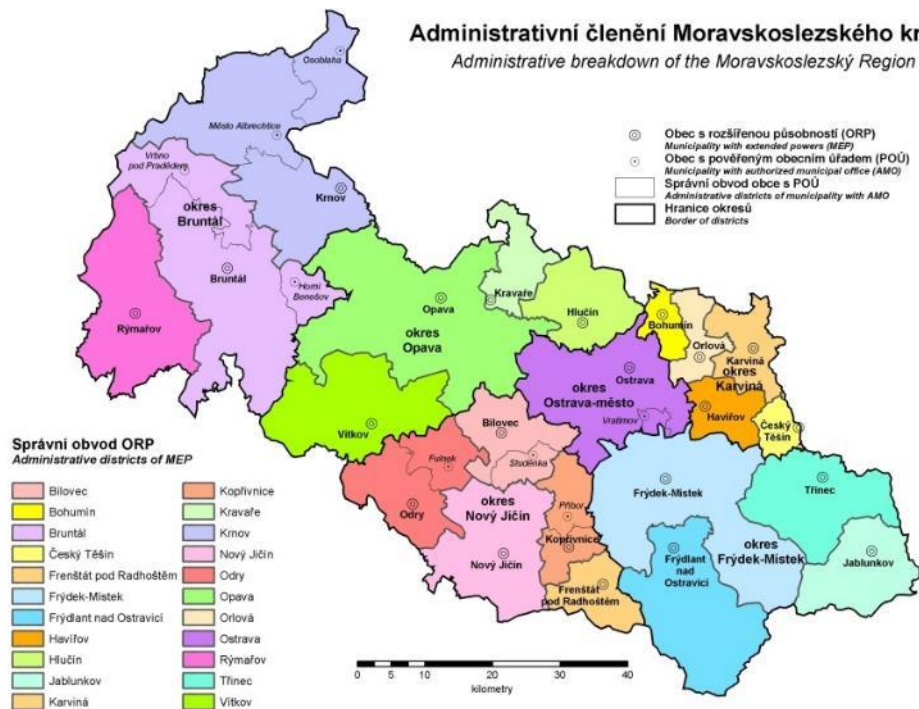 Administrativní členění Moravskoslezského kr
Administrative breakdown of the Moravskoslezský Region
Obec s rozšířenou působností (ORP)
Municipality with extended powers (MEP)
Obec s pověřeným obecním úřadem (POÚ)
Municipality with authorized municipal office (AMO)
Správní obvod obce s POÚ
Administrative districts of municipality with AMO
Hranice okresů
Border of districts
Osoblaha
Město Albrechtice
Vrbno
pod Pradědem
Krnov
okres
Bruntál
Bruntál
Horní
Benešov
Rýmařov
Opava
okres
Opava
Kravaře
Hlučín
Bohumín
Orlová
Karviná
okres
Karviná
Ostrava
okres
Ostrava-město
Vratimov
Havířov
Český
Těšín
Vítkov
Bílovec
Studénka
Fulnek
Odry
okres
Nový Jičín
Nový Jičín
Příbor
Kopřivnice
Frenštát
pod Radhoštěm
Frýdek-Místek
okres
Frýdek-Místek
Frýdlant
nad
Ostravicí
Třinec
Jablunkov
Správní obvod ORP
Administrative districts of MEP
Bílovec
Bohumín
Bruntál
Český Těšín
Frenštát pod Radhoštěm
Frýdek-Místek
Frýdlant nad Ostravicí
Havířov
Hlučín
Jablunkov
Karviná
Kopřivnice
Kravaře
Krnov
Nový Jičín
Odry
Opava
Orlová
Ostrava
Rýmařov
Třinec
Vítkov
0 10 20 30 40
kilometry